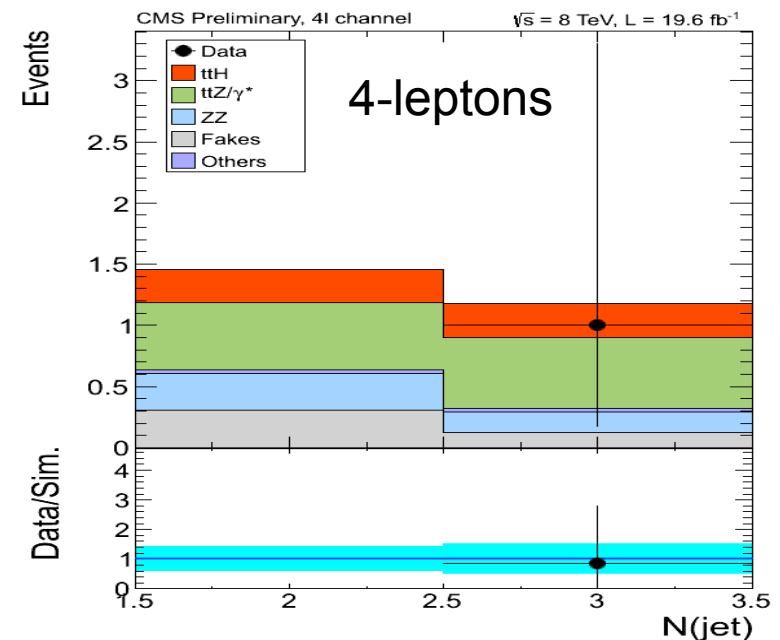 CMS Preliminary, 4l channel
√s = 8 TeV, L = 19.6 fb⁻¹
Events
Data
ttH
ttZ/γ*
ZZ
Fakes
Others
4-leptons
3
2.5
2
1.5
1
0.5
0
Data/Sim.
4
3
2
1
0
1.5 2 2.5 3 3.5
N(jet)